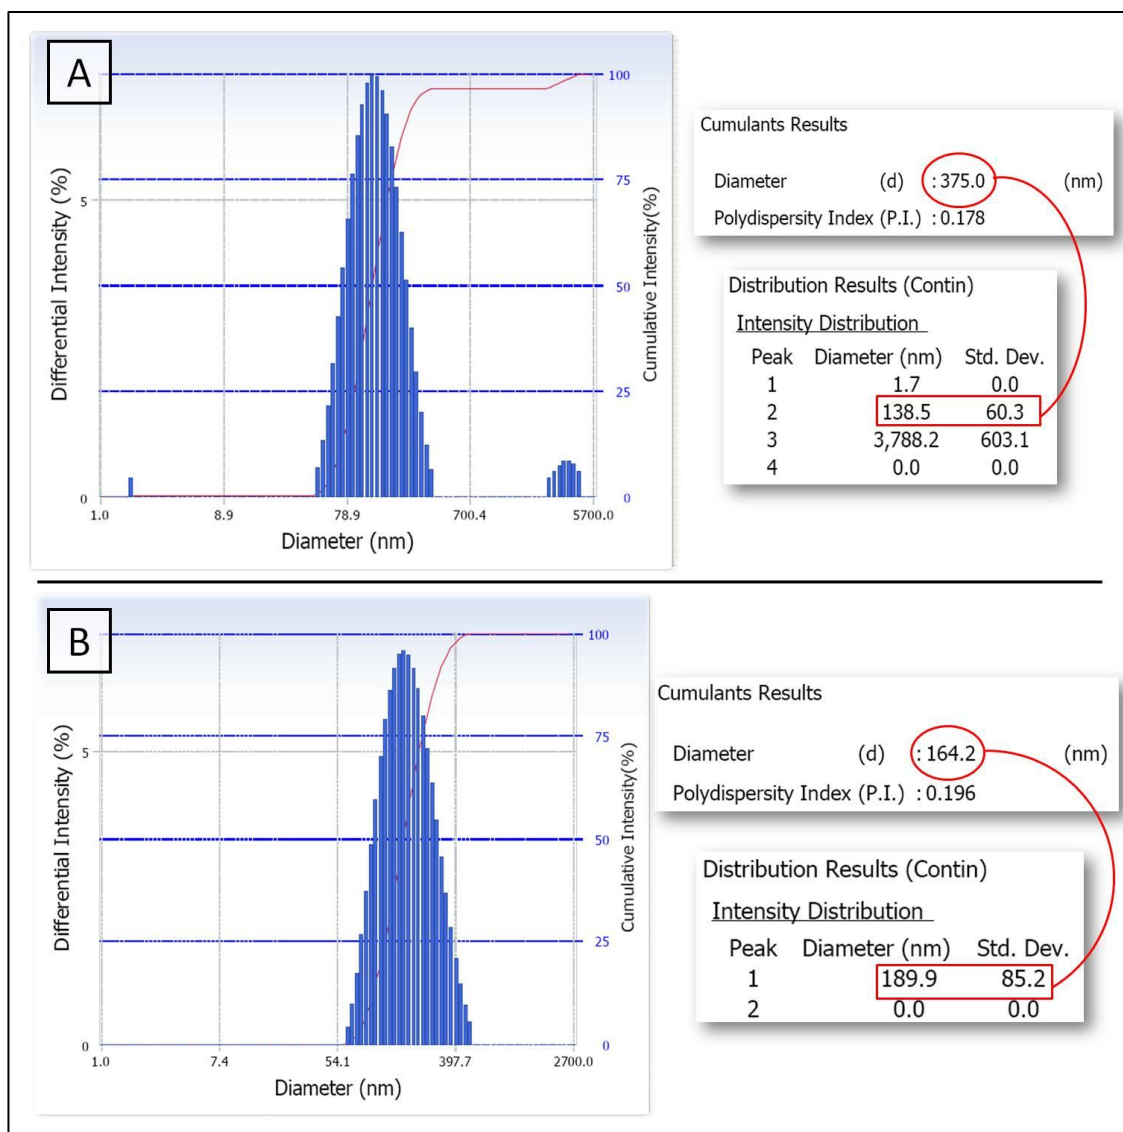 A
Differential Intensity (%)
5
0
100
75
50
25
0
Cumulative Intensity(%)
1.0 8.9 78.9 700.4 5700.0
Diameter (nm)
Cumulants Results
Diameter (d) : 375.0 (nm)
Polydispersity Index (P.I.) : 0.178
Distribution Results (Contin)
Intensity Distribution
Peak Diameter (nm) Std. Dev.
1 1.7 0.0
2 138.5 60.3
3 3,788.2 603.1
4 0.0 0.0
B
Differential Intensity (%)
5
0
100
75
50
25
0
Cumulative Intensity(%)
1.0 7.4 54.1 397.7 2700.0
Diameter (nm)
Cumulants Results
Diameter (d) : 164.2 (nm)
Polydispersity Index (P.I.) : 0.196
Distribution Results (Contin)
Intensity Distribution
Peak Diameter (nm) Std. Dev.
1 189.9 85.2
2 0.0 0.0